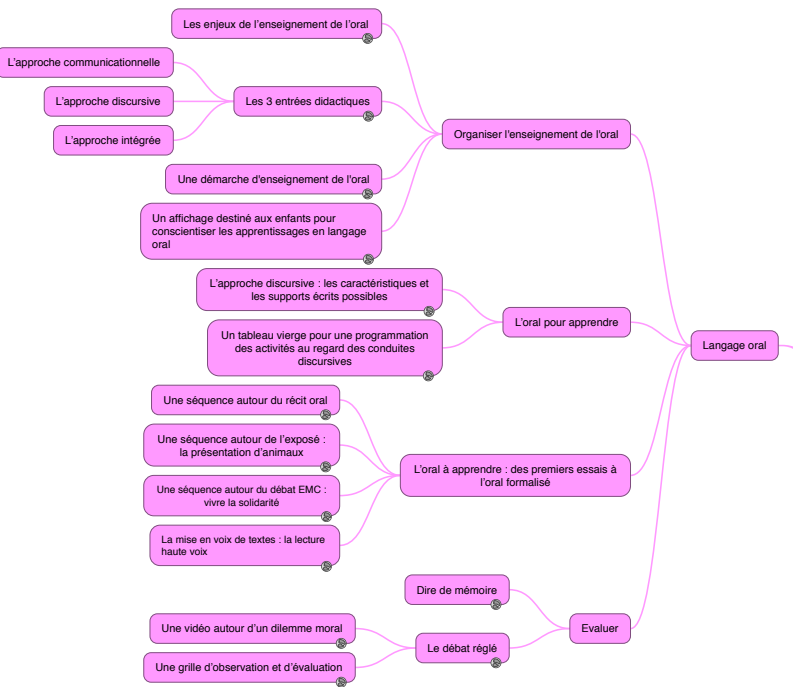 Les enjeux de l'enseignement de l'oral
L'approche communicationnelle
Les 3 entrées didactiques
L'approche discursive
L'approche intégrée
Organiser l'enseignement de l'oral
Une démarche d'enseignement de l'oral
Un affichage destiné aux enfants pour
conscientiser les apprentissages en langage
oral
L'approche discursive : les caractéristiques et
les supports écrits possibles
L'oral pour apprendre
Un tableau vierge pour une programmation
des activités au regard des conduites
discursives
Langage oral
Une séquence autour du récit oral
Une séquence autour de l'exposé :
la présentation d'animaux
L'oral à apprendre : des premiers essais à
l'oral formalisé
Une séquence autour du débat EMC :
vivre la solidarité
La mise en voix de textes : la lecture
haute voix
Dire de mémoire
Evaluer
Une vidéo autour d'un dilemme moral
Le débat réglé
Une grille d'observation et d'évaluation